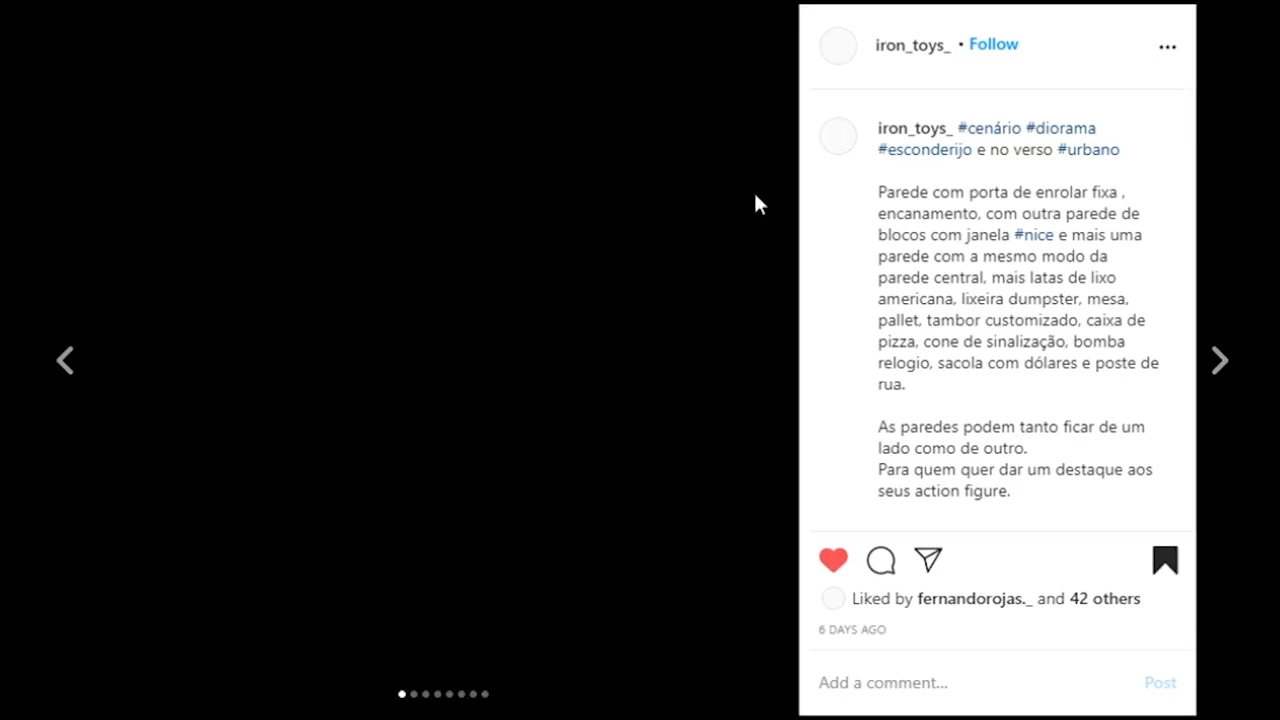 iron_toys_ • Follow
iron_toys_ #cenário #diorama
#esconderijo e no verso #urbano
Parede com porta de enrolar fixa ,
encanamento, com outra parede de
blocos com janela #nice e mais uma
parede com a mesmo modo da
parede central, mais latas de lixo
americana, lixeira dumpster, mesa,
pallet, tambor customizado, caixa de
pizza, cone de sinalização, bomba
relogio, sacola com dólares e poste de
rua.
As paredes podem tanto ficar de um
lado como de outro.
Para quem quer dar um destaque aos
seus action figure.
Liked by fernandorojas._ and 42 others
6 DAYS AGO
Add a comment... Post